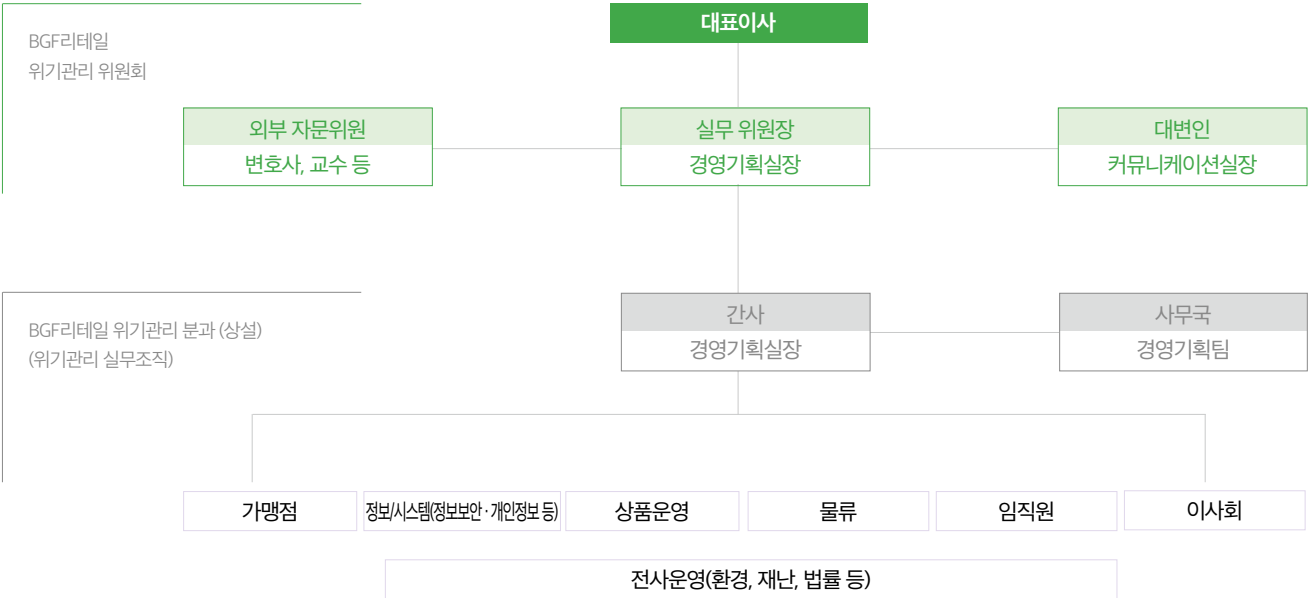 대표이사
BGF리테일
위기관리 위원회
외부 자문위원
변호사, 교수 등
실무 위원장
경영기획실장
대변인
커뮤니케이션실장
BGF리테일 위기관리 분과 (상설)
(위기관리 실무조직)
간사
경영기획실장
사무국
경영기획팀
가맹점
정보/시스템(정보보안·개인정보 등)
상품운영
물류
임직원
이사회
전사운영(환경, 재난, 법률 등)